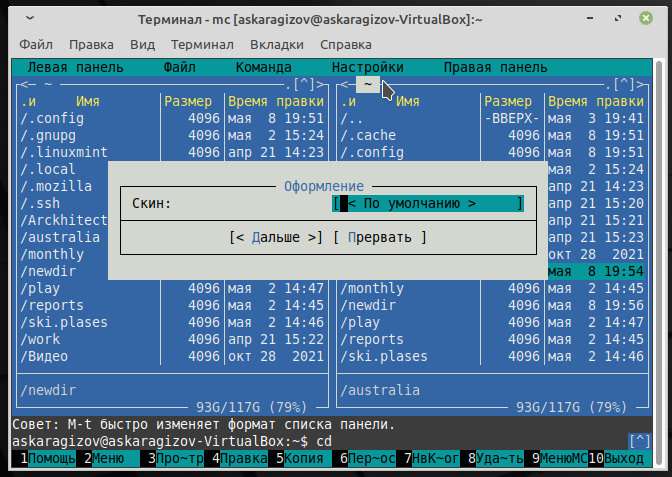 Терминал - mc [askaragizov@askaragizov-VirtualBox]:~
Файл Правка Вид Терминал Вкладки Справка
Левая панель Файл Команда Настройки Правая панель
<— ~ .[^]> <— ~ .[^]>
.и Имя Размер Время правки .и Имя Размер Время правки
/.config 4096 мая 8 19:51 /.. -ВВЕРХ- мая 3 19:41
/.gnupg 4096 мая 2 15:24 /.cache 4096 мая 8 19:51
/.linuxmint 4096 апр 21 14:23 /.config 4096 мая 8 19:51
/.local мая 2 15:24
/.mozilla Оформление апр 21 14:23
/.ssh Скин: [ < По умолчанию > ] апр 21 15:20
/Arckhitect апр 21 15:21
/australia [< Дальше >] [ Прервать ] апр 21 15:23
/monthly окт 28 2021
/newdir мая 8 19:54
/play 4096 мая 2 14:47 /monthly 4096 мая 2 14:45
/reports 4096 мая 2 14:45 /newdir 4096 мая 8 19:56
/ski.plases 4096 мая 2 14:46 /play 4096 мая 2 14:47
/work 4096 апр 21 15:22 /reports 4096 мая 2 14:45
/Видео 4096 окт 28 2021 /ski.plases 4096 мая 2 14:46
/newdir /australia
93G/117G (79%) 93G/117G (79%)
Совет: M-t быстро изменяет формат списка панели.
askaragizov@askaragizov-VirtualBox:~$ cd [^]
1Помощь 2Меню 3Про~тр 4Правка 5Копия 6Пер~ос 7НвК~ог 8Уда~ть 9МенюМС 10Выход